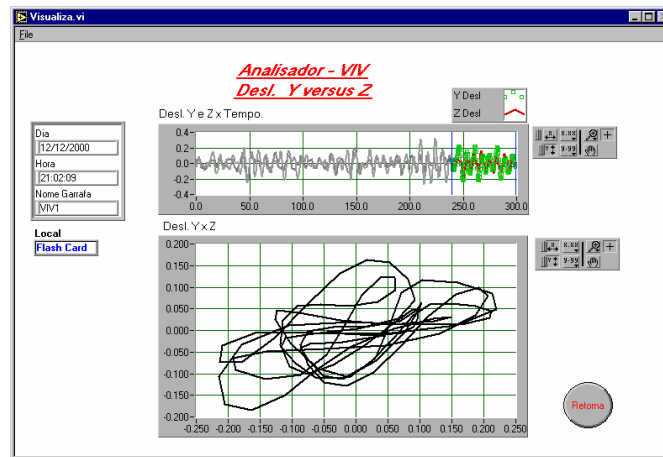 Visualiza.vi
File
Analisador - VIV
Desl. Y versus Z
Y Desl
Z Desl
Desl. Y e Z x Tempo.
0.4
0.2
0.0
-0.2
-0.4
0.0 50.0 100.0 150.0 200.0 250.0 300.0
Dia
12/12/2000
Hora
21:02:09
Nome Garrafa
VIV1
Local
Flash Card
Desl. Y x Z
0.200
0.150
0.100
0.050
0.000
-0.050
-0.100
-0.150
-0.200
-0.250 -0.200 -0.150 -0.100 -0.050 0.000 0.050 0.100 0.150 0.200 0.250
Retorna